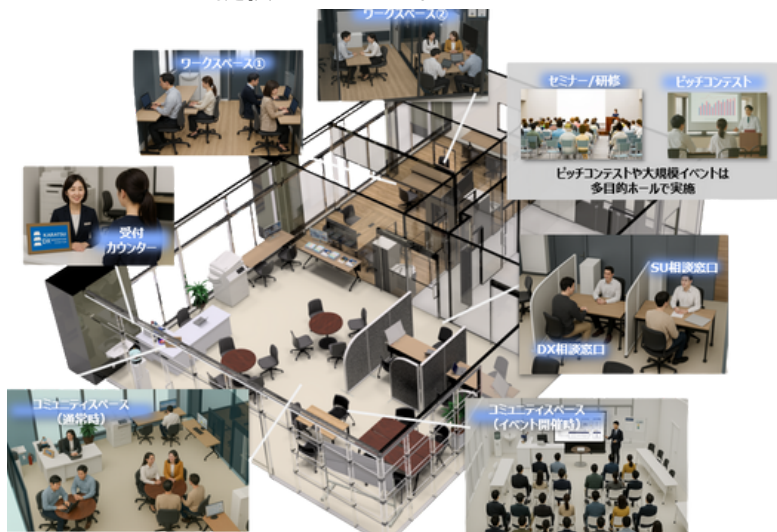 ワークスペース②
ワークスペース①
セミナー/研修
ピッチコンテスト
ピッチコンテストや大規模イベントは
多目的ホールで実施
受付
カウンター
KARATSU
DX
SU相談窓口
DX相談窓口
コミュニティスペース
（通常時）
コミュニティスペース
（イベント開催時）